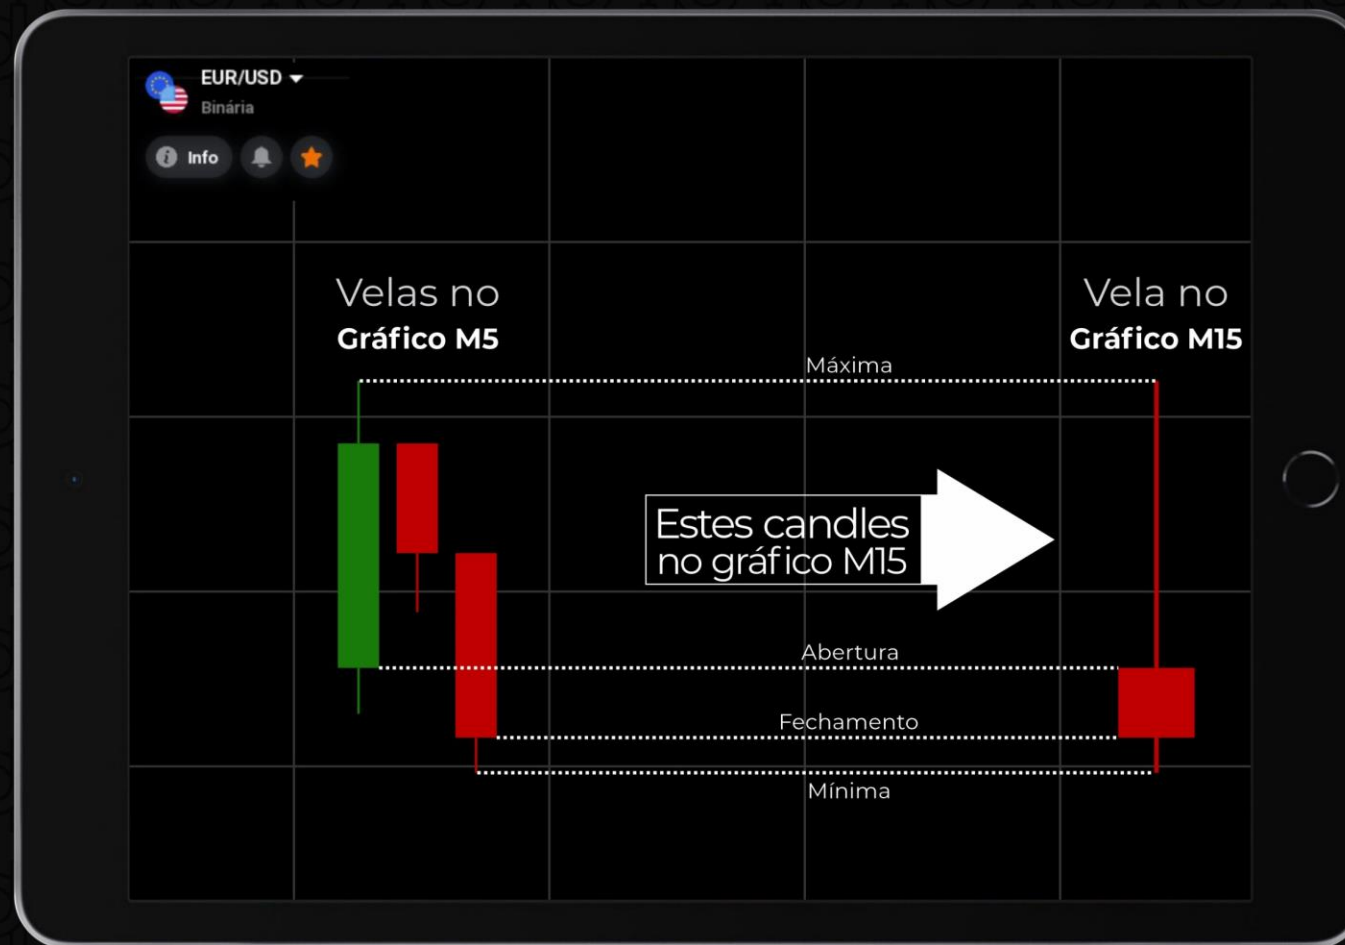 EUR/USD
Binária
Info
Velas no
Gráfico M5
Vela no
Gráfico M15
Máxima
Estes candles
no gráfico M15
Abertura
Fechamento
Mínima